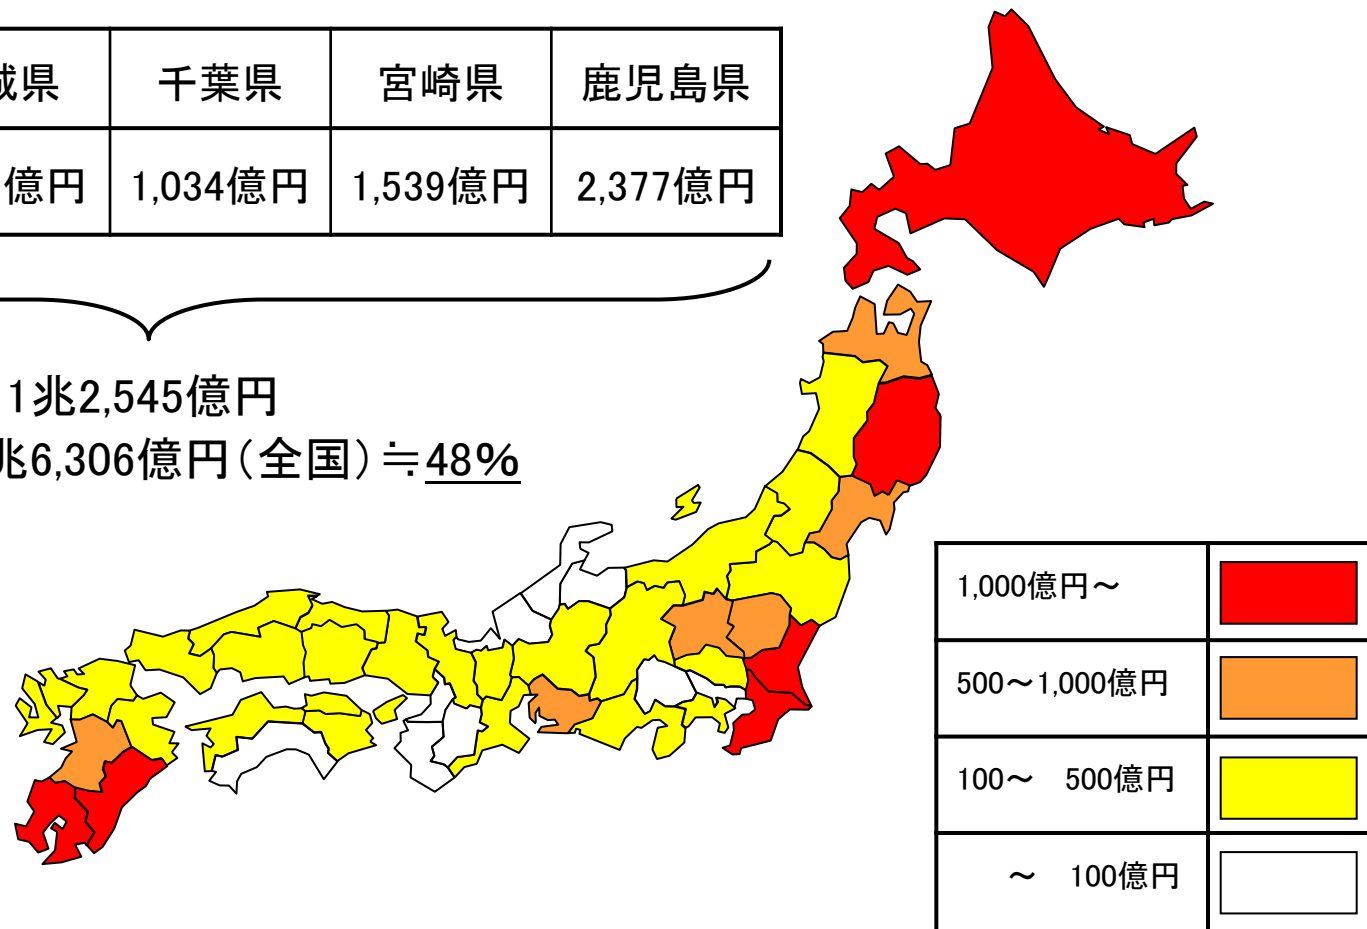 城県 千葉県 宮崎県 鹿児島県
億円 1,034億円 1,539億円 2,377億円
1兆2,545億円
兆6,306億円(全国)≒48%
1,000億円～
500～1,000億円
100～　500億円
～　100億円